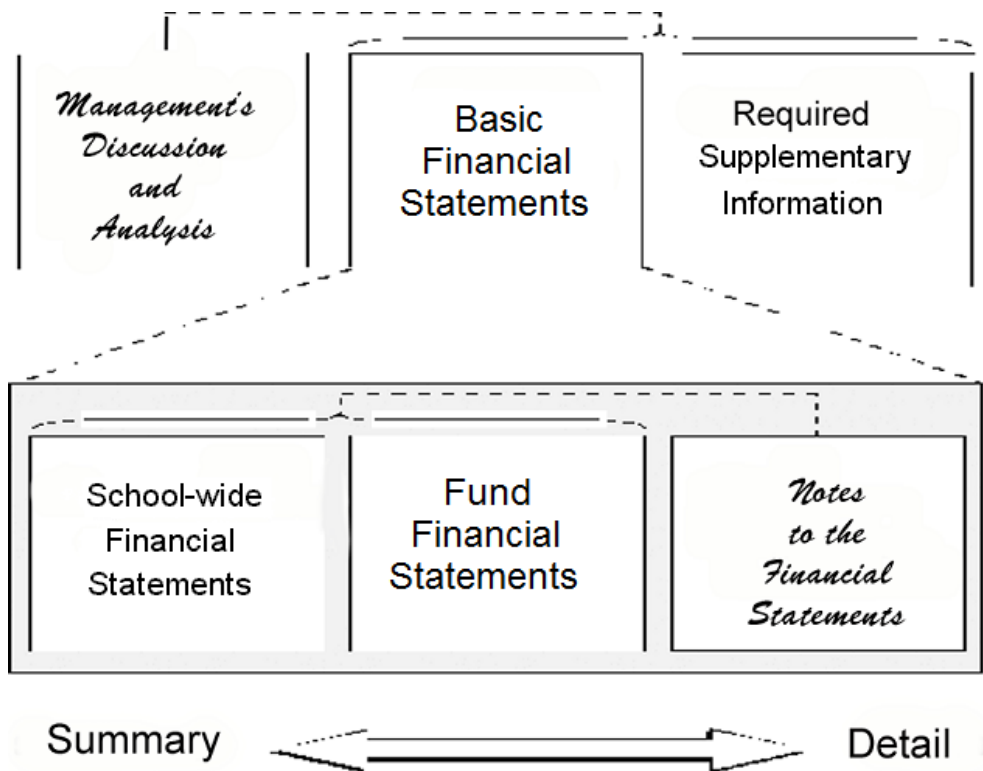 Management's
Discussion
and
Analysis
Basic
Financial
Statements
Required
Supplementary
Information
School-wide
Financial
Statements
Fund
Financial
Statements
Notes
to the
Financial
Statements
Summary
Detail